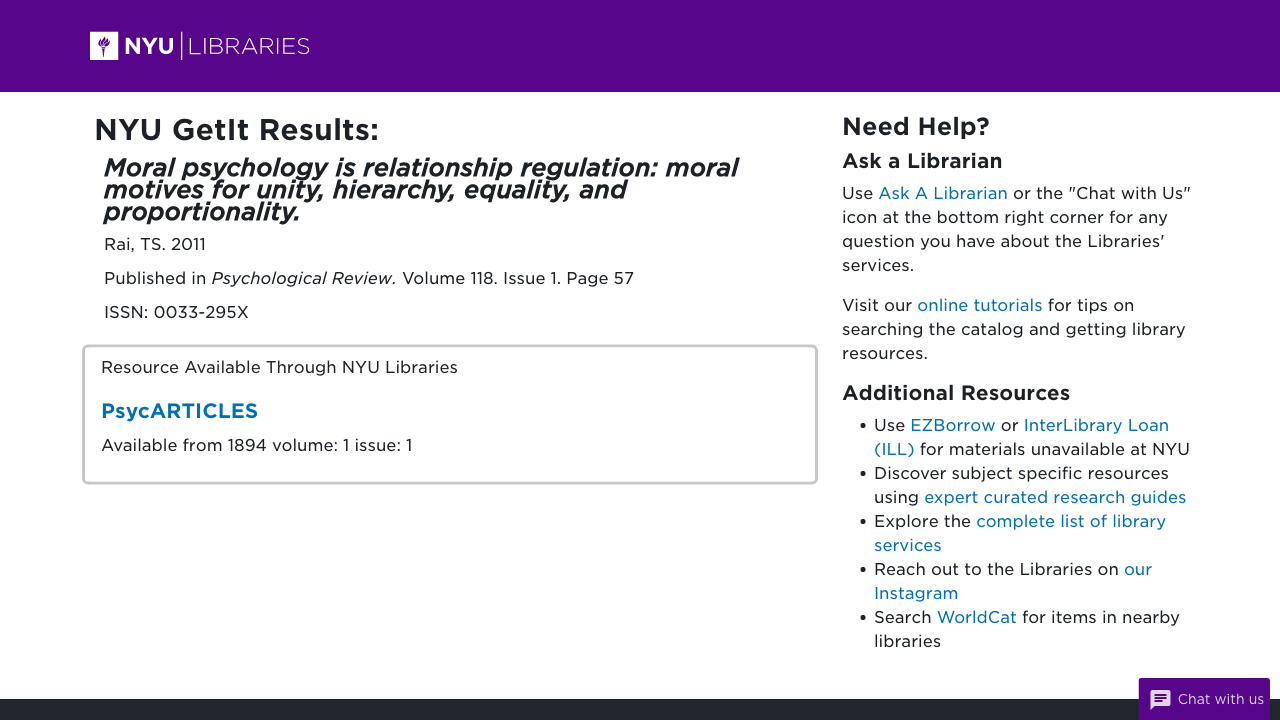 NYU LIBRARIES
NYU GetIt Results:
Moral psychology is relationship regulation: moral
motives for unity, hierarchy, equality, and
proportionality.
Rai, TS. 2011
Published in Psychological Review. Volume 118. Issue 1. Page 57
ISSN: 0033-295X
Resource Available Through NYU Libraries
PsycARTICLES
Available from 1894 volume: 1 issue: 1
Need Help?
Ask a Librarian
Use Ask A Librarian or the "Chat with Us"
icon at the bottom right corner for any
question you have about the Libraries'
services.
Visit our online tutorials for tips on
searching the catalog and getting library
resources.
Additional Resources
• Use EZBorrow or InterLibrary Loan
(ILL) for materials unavailable at NYU
• Discover subject specific resources
using expert curated research guides
• Explore the complete list of library
services
• Reach out to the Libraries on our
Instagram
• Search WorldCat for items in nearby
libraries
Chat with us